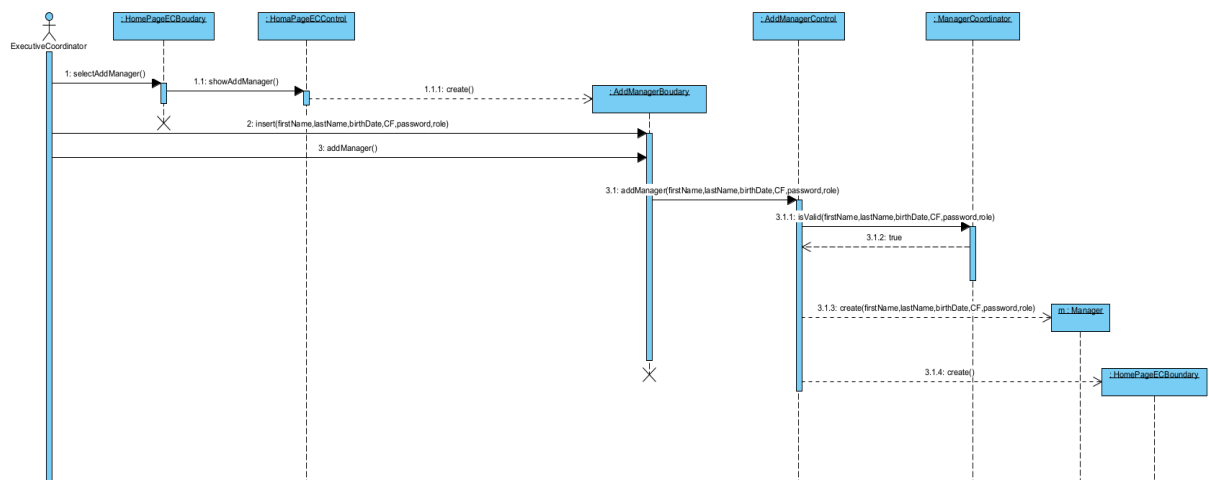 : HomePageECBoudary
: HomaPageECControl
: AddManagerControl
: ManagerCoordinator
ExecutiveCoordinator
1: selectAddManager()
1.1: showAddManager()
1.1.1: create()
: AddManagerBoudary
2: insert(firstName,lastName,birthDate,CF,password,role)
3: addManager()
3.1: addManager(firstName,lastName,birthDate,CF,password,role)
3.1.1: isValid(firstName,lastName,birthDate,CF,password,role)
3.1.2: true
3.1.3: create(firstName,lastName,birthDate,CF,password,role)
m : Manager
3.1.4: create()
: HomePageECBoundary